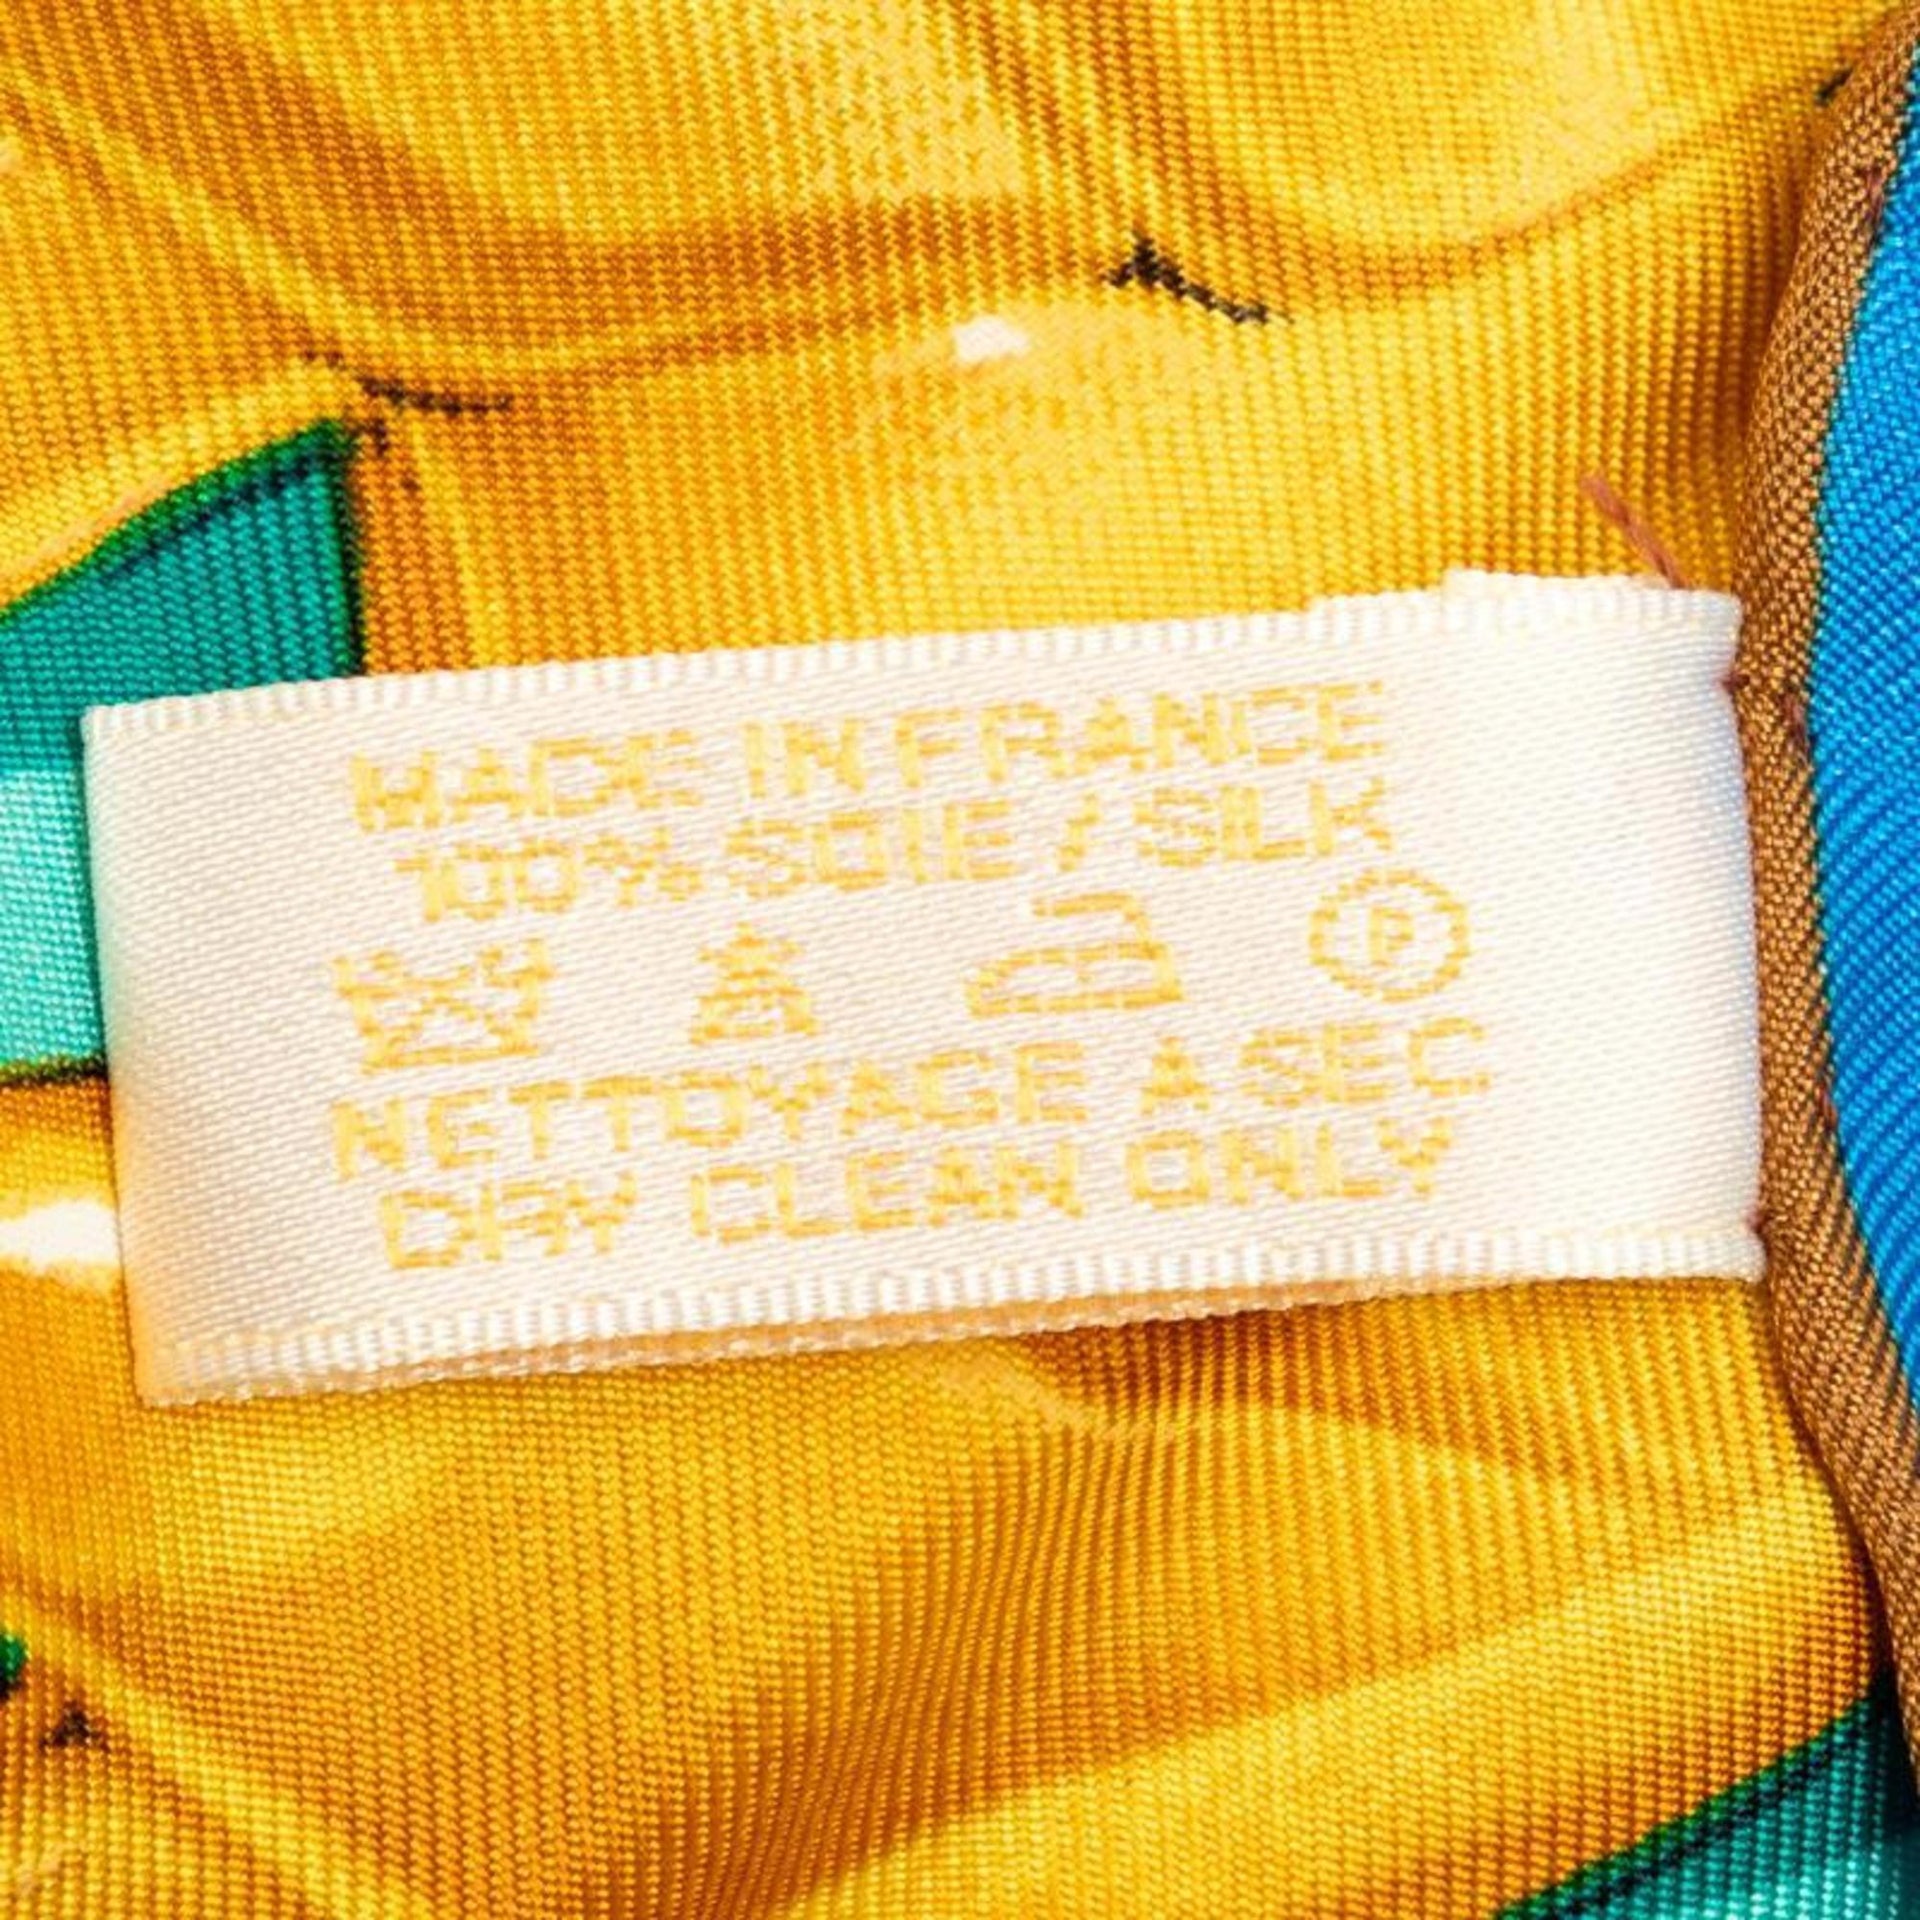 MADE IN FRANCE
100% SOIE / SILK
P
NETTOYAGE A SEC
DRY CLEAN ONLY